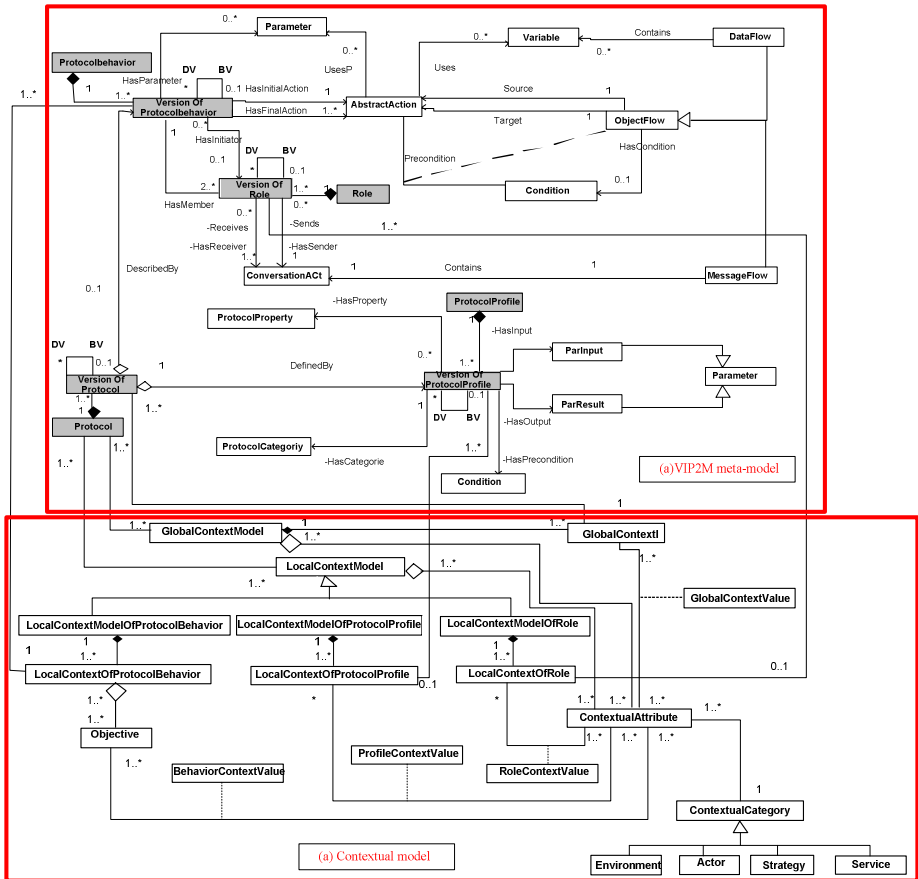 0..*
Parameter
0..*
UsesP
0..*
Variable
0..*
Contains
DataFlow
Uses
Protocolbehavior
1
HasParameter
1..*
1..*
DV
BV
*
0..1
HasInitialAction
1
Version Of
Protocolbehavior
HasFinalAction
1..*
AbstractAction
1
Source
Target
1
ObjectFlow
HasCondition
0..*
HasInitiator
1
0..1
DV
BV
*
0..1
Precondition
Condition
0..1
2..*
Version Of
Role
1..*
1
Role
HasMember
0..*
0..*
-Receives
-Sends
1..*
-HasReceiver
-HasSender
1..*
1
DescribedBy
ConversationACt
1
Contains
1
MessageFlow
0..1
-HasProperty
ProtocolProperty
ProtocolProfile
1
-HasInput
ParInput
DV
BV
*
0..1
1
DefinedBy
0..*
1..*
Version Of
Protocol
1..*
Version Of
ProtocolProfile
Parameter
1..*
1
1
*
0..1
DV
BV
ParResult
-HasOutput
Protocol
ProtocolCategoriy
-HasCategorie
1..*
-HasPrecondition
1..*
1..*
Condition
(a)VIP2M meta-model
1
1..*
GlobalContextModel
1
1..*
1..*
GlobalContextI
1..*
LocalContextModel
1..*
1..*
GlobalContextValue
LocalContextModelOfProtocolBehavior
LocalContextModelOfProtocolProfile
LocalContextModelOfRole
1
1
1
1
1..*
1..*
1..*
LocalContextOfProtocolBehavior
LocalContextOfProtocolProfile
0..1
LocalContextOfRole
0..1
1..*
*
*
1..*
1..*
1..*
1..*
1..*
Objective
ContextualAttribute
1..*
1..*
1..*
1..*
BehaviorContextValue
ProfileContextValue
RoleContextValue
1
ContextualCategory
(a) Contextual model
Environment
Actor
Strategy
Service